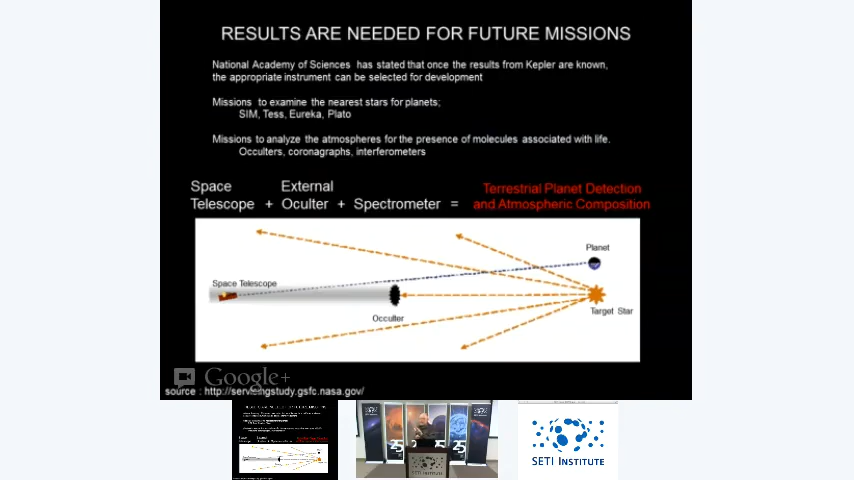 RESULTS ARE NEEDED FOR FUTURE MISSIONS
National Academy of Sciences has stated that once the results from Kepler are known,
the appropriate instrument can be selected for development
Missions to examine the nearest stars for planets;
SIM, Tess, Eureka, Plato
Missions to analyze the atmospheres for the presence of molecules associated with life.
Occulters, coronagraphs, interferometers
Space External
Telescope + Oculter + Spectrometer =
Terrestrial Planet Detection
and Atmospheric Composition
Planet
Space Telescope
Occulter
Target Star
Google+
source : http://servicingstudy.gsfc.nasa.gov/
25
25
SETI INSTITUTE
SETI INSTITUTE